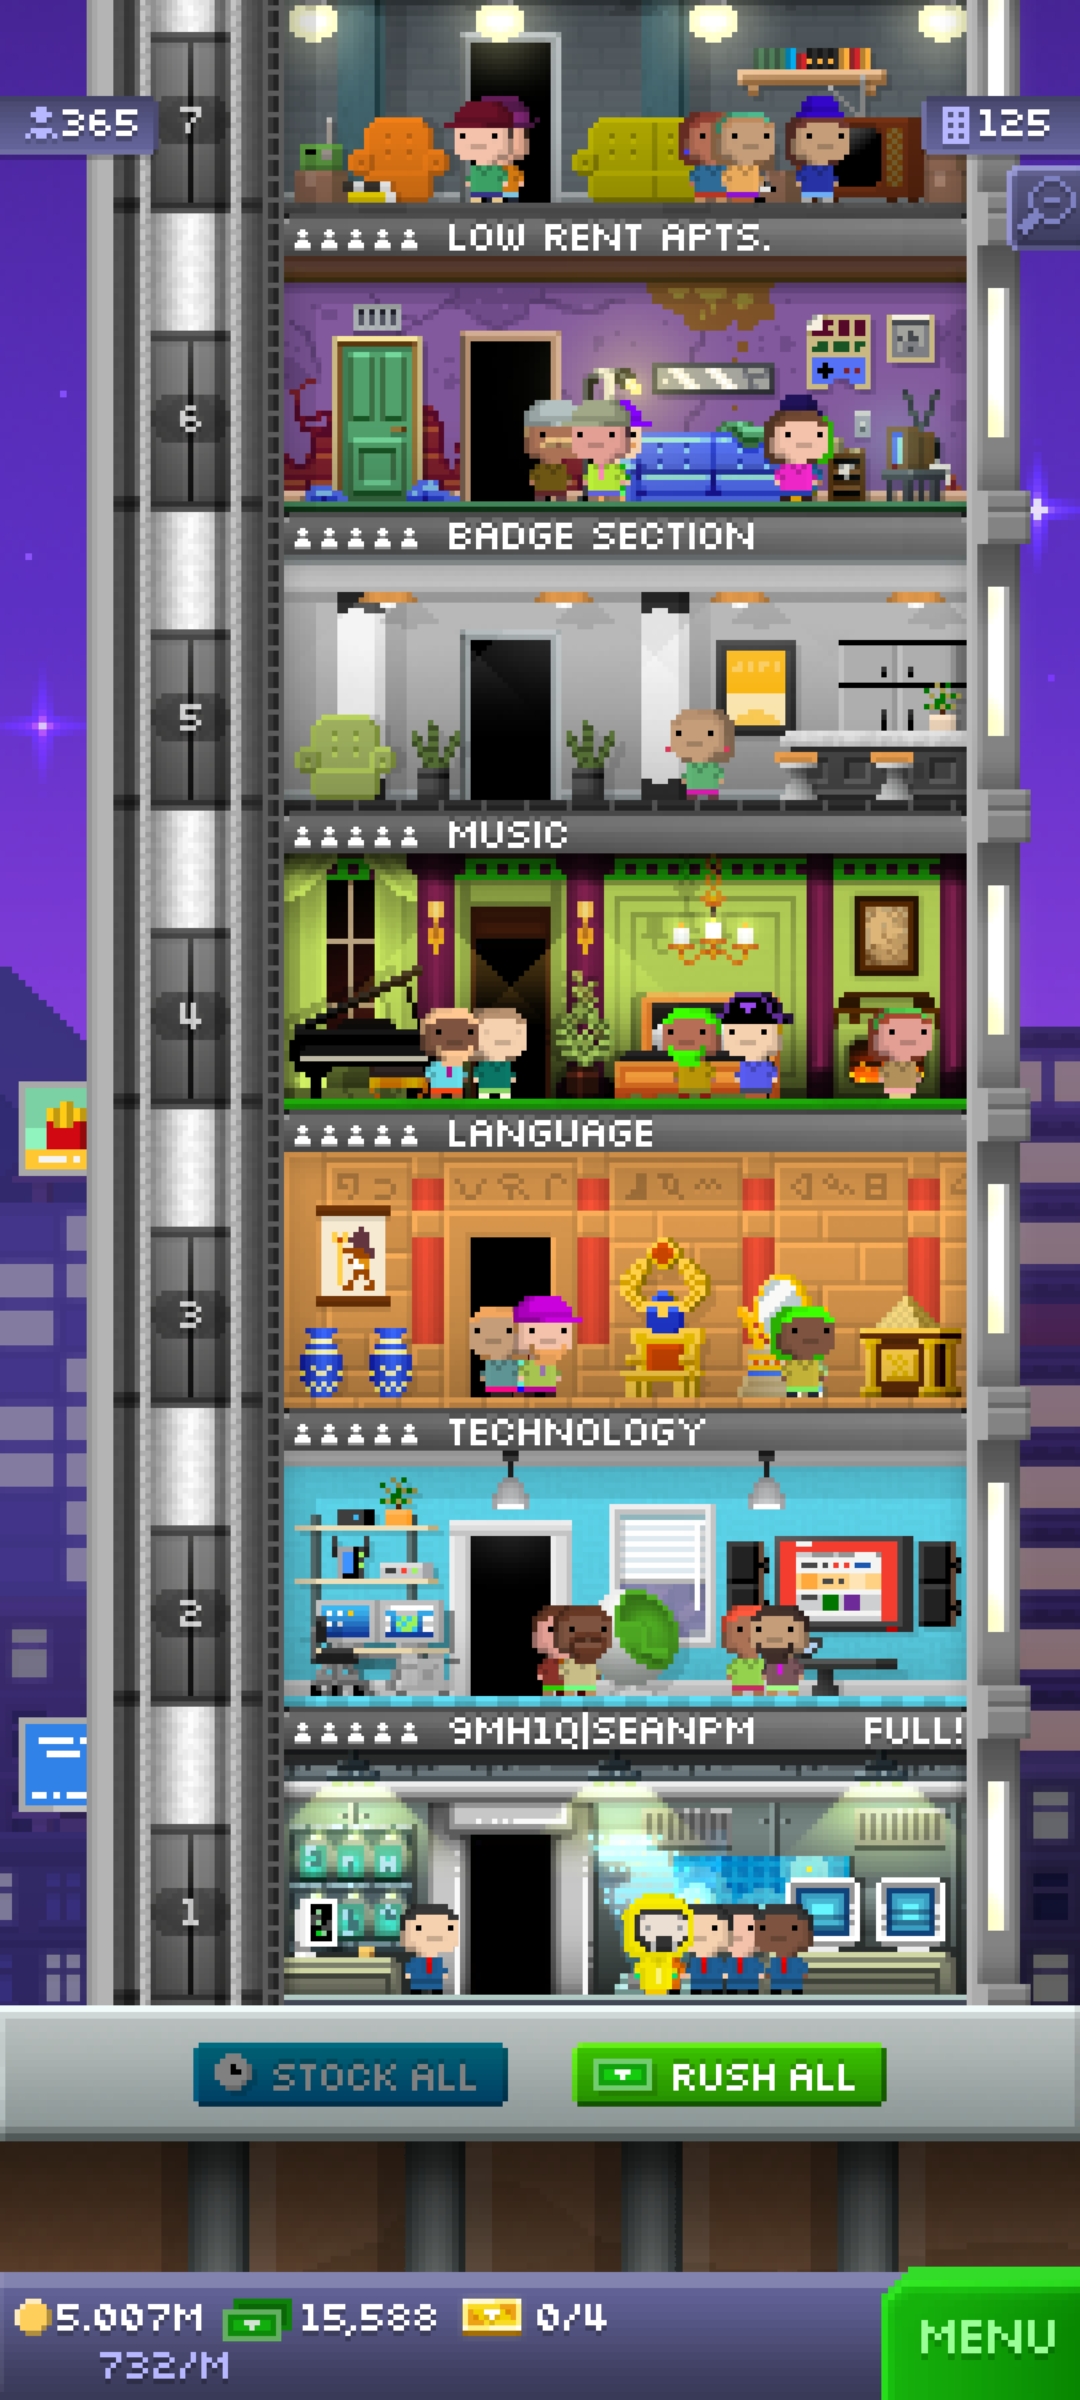 365
7
125
LOW RENT APTS.
6
BADGE SECTION
5
MUSIC
4
LANGUAGE
3
TECHNOLOGY
2
9MH1Q|SEANPM FULL!
1
STOCK ALL
RUSH ALL
5.007M 15,588 0/4
732/M
MENU